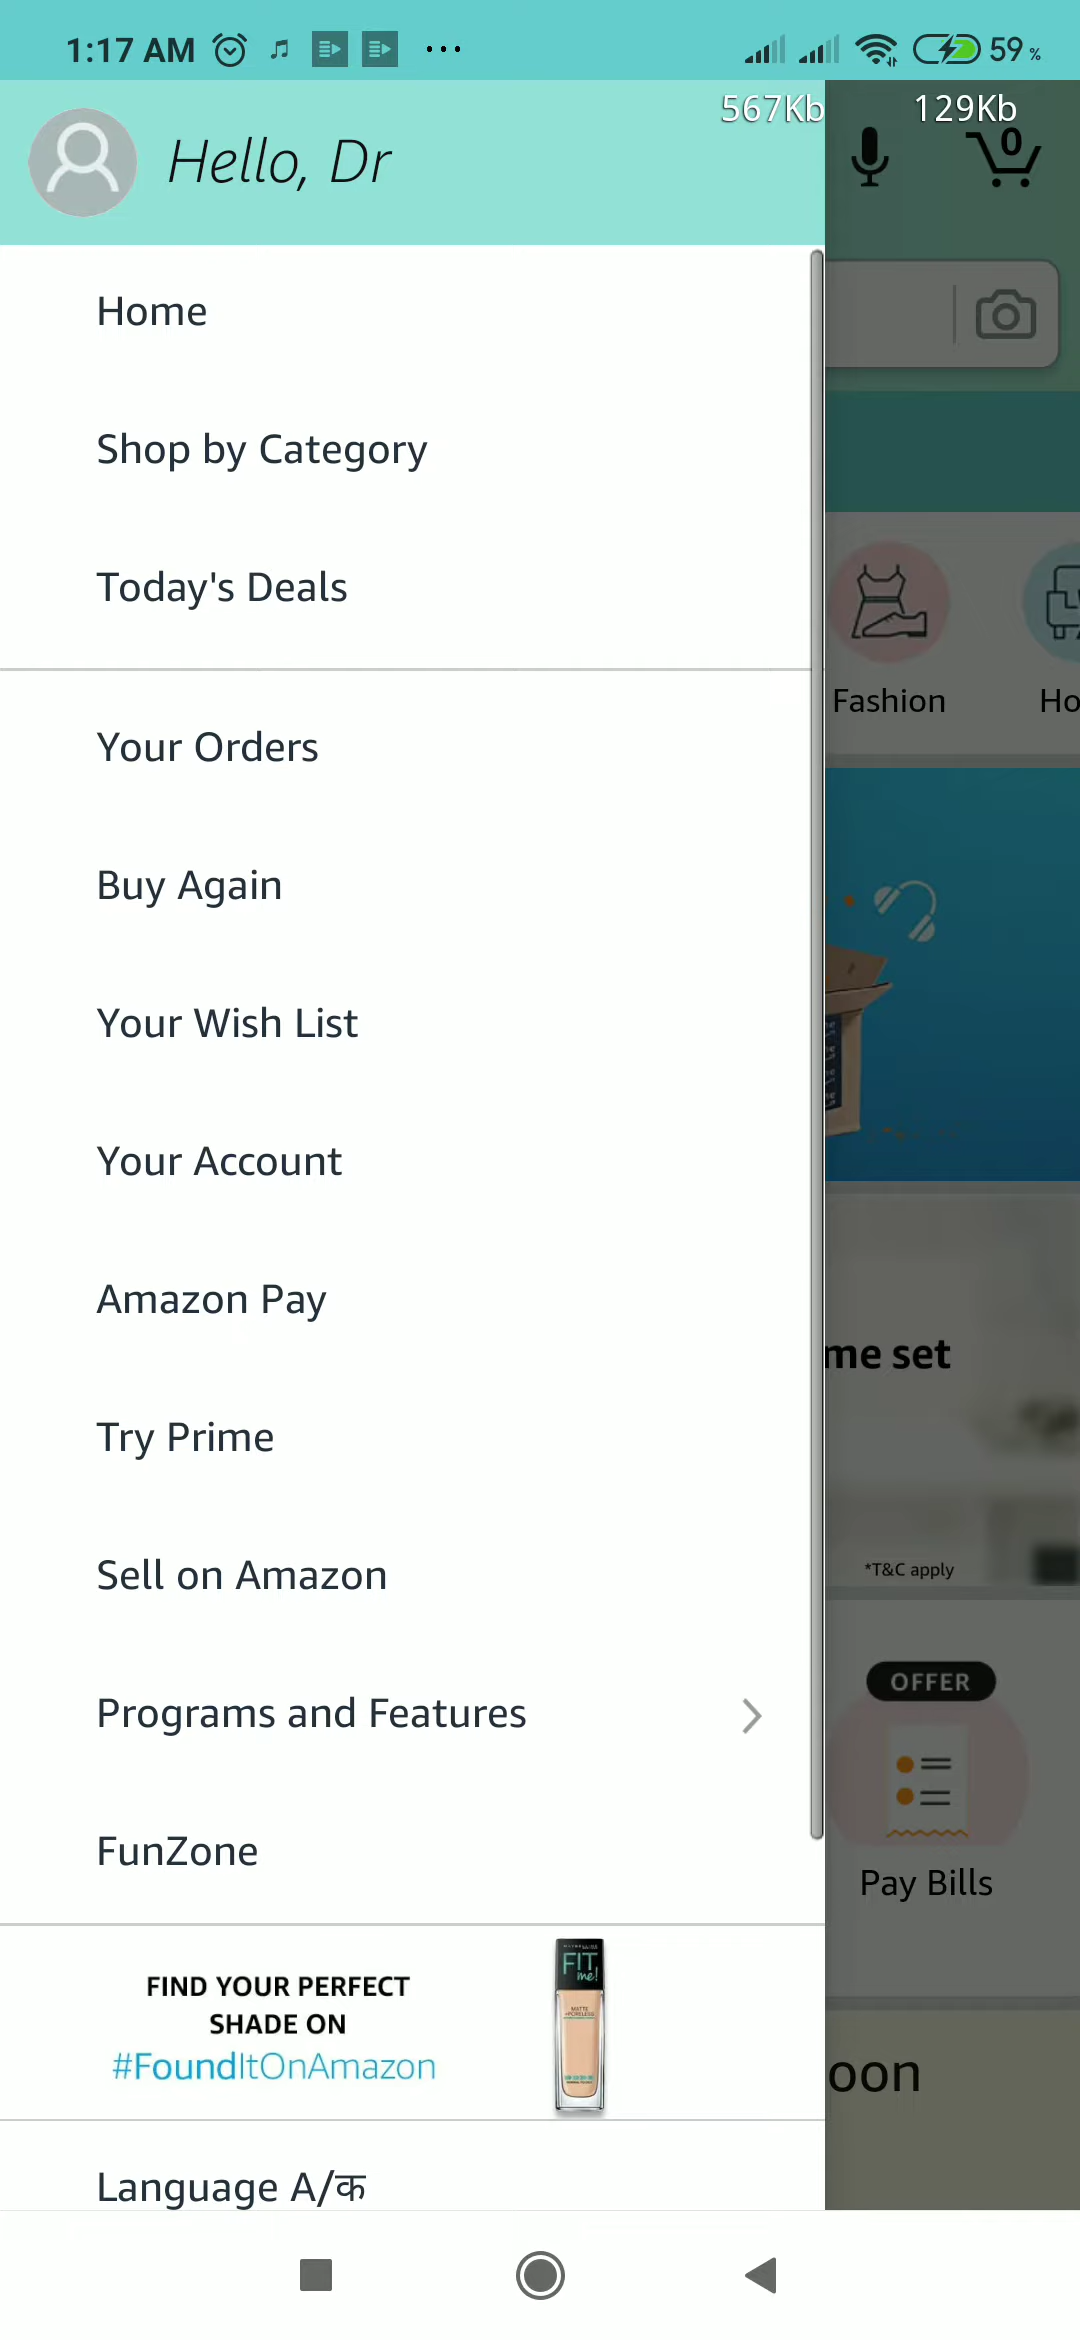 1:17 AM
59 %
567Kb 129Kb
Hello, Dr
0
Home
Shop by Category
Today's Deals
Fashion
Ho
Your Orders
Buy Again
Your Wish List
Your Account
Amazon Pay
me set
Try Prime
Sell on Amazon
*T&C apply
OFFER
Programs and Features
FunZone
Pay Bills
FIND YOUR PERFECT
SHADE ON
#FoundItOnAmazon
FIT
me!
oon
Language A/क